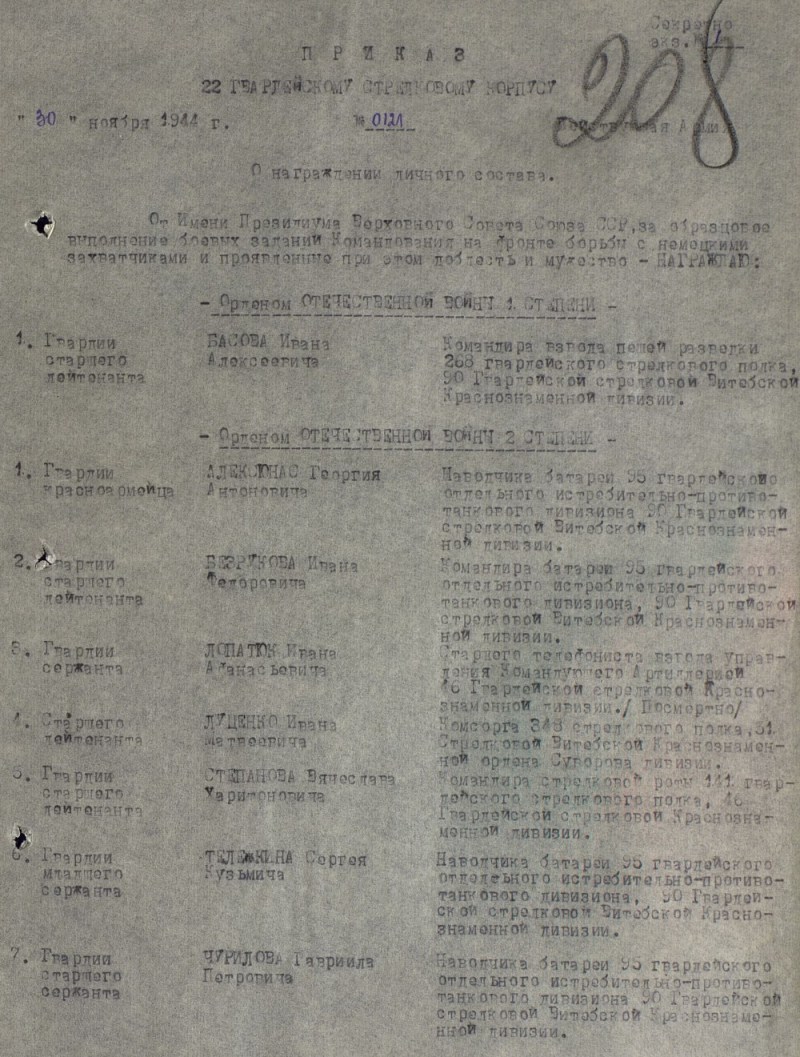 Секретно
экз. № 1
208
П Р И К А З
22 ГВАРДЕЙСКОМУ СТРЕЛКОВОМУ КОРПУСУ
" 30 " ноября 1944 г. № 0121 Действующая Армия
О награждении личного состава.
От Имени Президиума Верховного Совета Союза ССР, за образцовое
выполнение боевых заданий Командования на фронте борьбы с немецкими
захватчиками и проявленные при этом доблесть и мужество - НАГРАЖДАЮ:
- Орденом ОТЕЧЕСТВЕННОЙ ВОЙНЫ 1 СТЕПЕНИ -
1. Гвардии БАСОВА Ивана Командира взвода пешей разведки
старшего Алексеевича 268 гвардейского стрелкового полка,
лейтенанта 90 Гвардейской стрелковой Витебской
Краснознаменной дивизии.
- Орденом ОТЕЧЕСТВЕННОЙ ВОЙНЫ 2 СТЕПЕНИ -
1. Гвардии Георгия Наводчика батареи 95 гвардейского
красноармейца Антоновича отдельного истребительно-противо-
танкового дивизиона 90 Гвардейской
стрелковой Витебской Краснознамен-
ной дивизии.
2. Гвардии БЕЗРУКОВА Ивана Командира батареи 95 гвардейского
старшего Федоровича отдельного истребительно-противо-
лейтенанта танкового дивизиона, 90 Гвардейской
стрелковой Витебской Краснознамен-
ной дивизии.
3. Гвардии ЛОПАТЮК Ивана Старшего телефониста взвода управ-
сержанта Афанасьевича ления Командующего Артиллерией
Гвардейской стрелковой Красно-
знаменной дивизии./ Посмертно/
4. Старшего ЛУЦЕНКО Ивана Комсорга 348 стрелкового полка, 51
лейтенанта Матвеевича Стрелковой Витебской Краснознамен-
ной ордена Суворова дивизии.
5. Гвардии СТЕПАНОВА Вячеслава Командира стрелковой роты 141 гвар-
старшего Харитоновича дейского стрелкового полка, 46
лейтенанта Гвардейской стрелковой Краснозна-
менной дивизии.
6. Гвардии ТЕЛЕЖКИНА Сергея Наводчика батареи 95 гвардейского
младшего Кузьмича отдельного истребительно-противо-
сержанта танкового дивизиона, 90 Гвардей-
ской стрелковой Витебской Красно-
знаменной дивизии.
7. Гвардии ЧУРИЛОВА Гавриила Наводчика батареи 95 гвардейского
старшего Петровича отдельного истребительно-противо-
сержанта танкового дивизиона 90 Гвардейской
стрелковой Витебской Краснознаме-
нной дивизии.